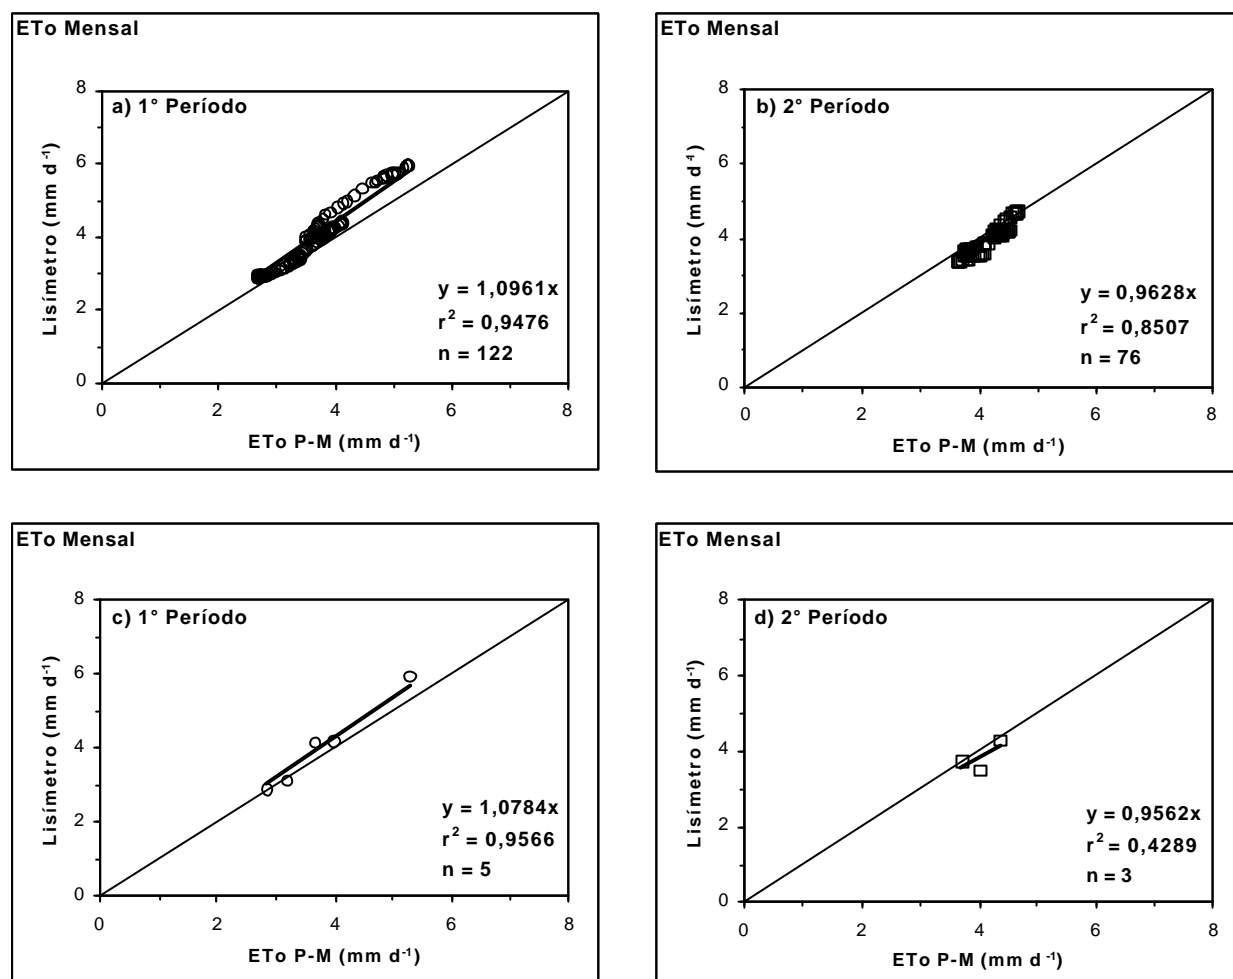 ETo Mensal
a) 1° Período
Lisímetro (mm d⁻¹)
8
6
4
2
0
y = 1,0961x
r² = 0,9476
n = 122
0 2 4 6 8
ETo P-M (mm d⁻¹)
ETo Mensal
b) 2° Período
Lisímetro (mm d⁻¹)
8
6
4
2
0
y = 0,9628x
r² = 0,8507
n = 76
0 2 4 6 8
ETo P-M (mm d⁻¹)
ETo Mensal
c) 1° Período
Lisímetro (mm d⁻¹)
8
6
4
2
0
y = 1,0784x
r² = 0,9566
n = 5
0 2 4 6 8
ETo P-M (mm d⁻¹)
ETo Mensal
d) 2° Período
Lisímetro (mm d⁻¹)
8
6
4
2
0
y = 0,9562x
r² = 0,4289
n = 3
0 2 4 6 8
ETo P-M (mm d⁻¹)